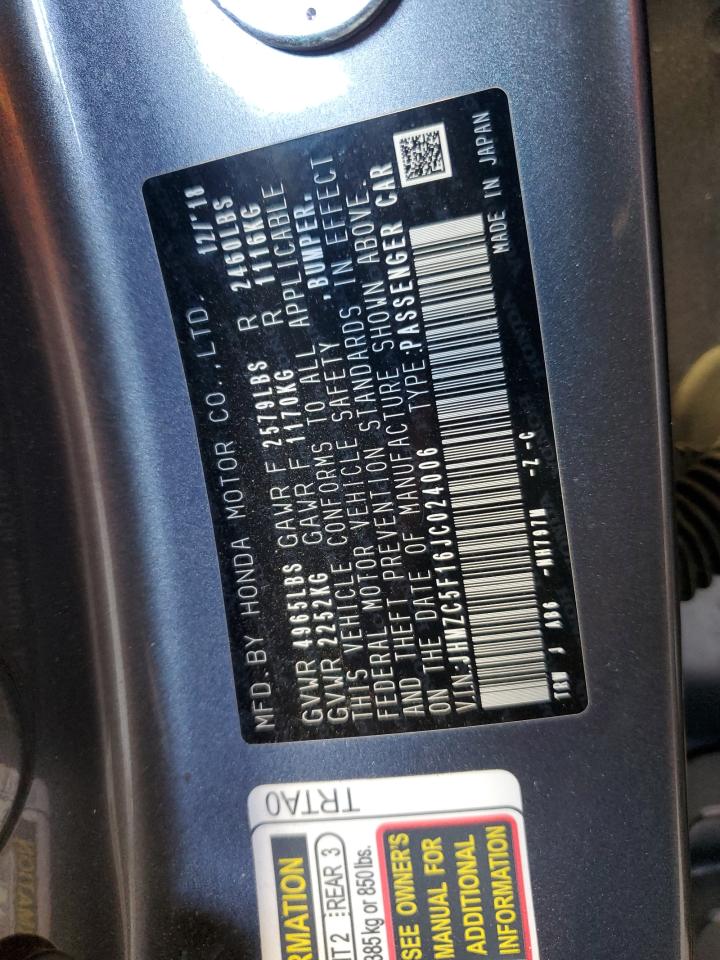 MFD. BY HONDA MOTOR CO., LTD. 12/'18
GVWR 4965LBS GAWR F 2579LBS R 2460LBS
GVWR 2252KG GAWR F 1170KG R 1116KG
THIS VEHICLE CONFORMS TO ALL APPLICABLE
FEDERAL MOTOR VEHICLE SAFETY, BUMPER,
AND THEFT PREVENTION STANDARDS IN EFFECT
ON THE DATE OF MANUFACTURE SHOWN ABOVE.
V.I.N:JHMZC5F16JC024006 TYPE:PASSENGER CAR
ABG -NH797M -Z-C
MADE IN JAPAN
TRTA0
RMATION
REAR 3
385 kg or 850 lbs.
SEE OWNER'S
MANUAL FOR
ADDITIONAL
INFORMATION